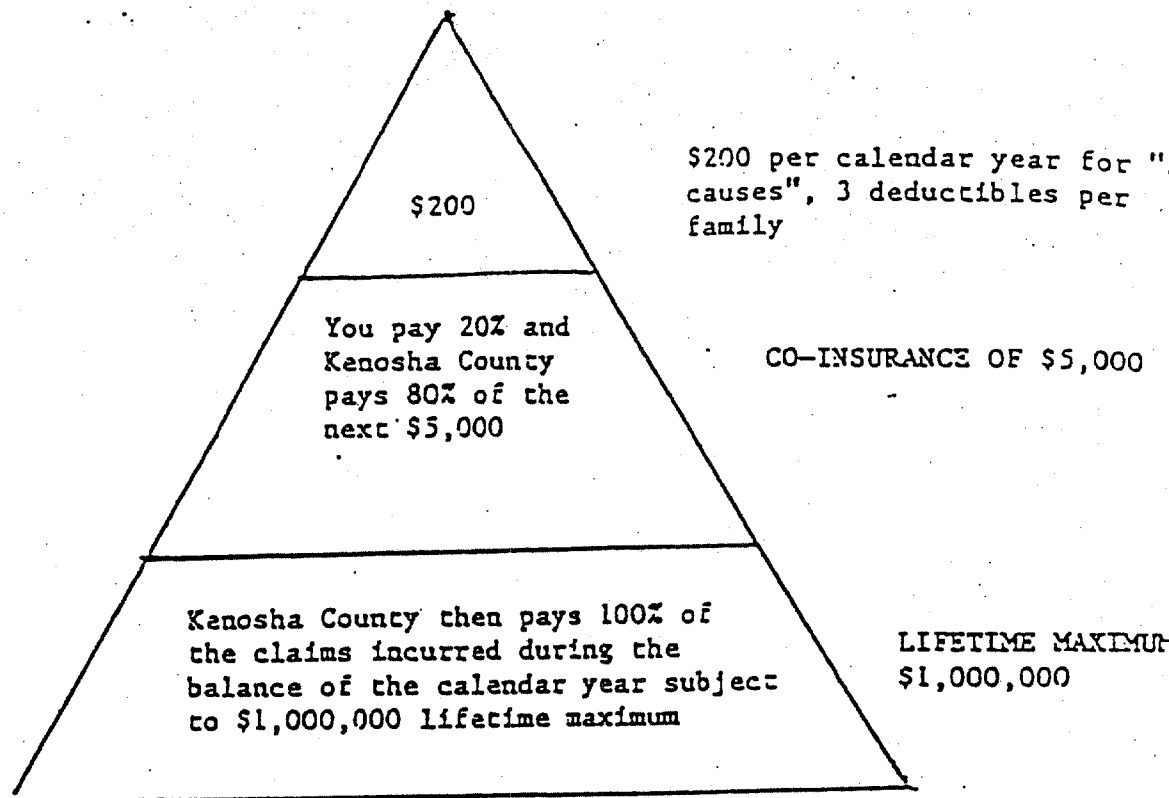 $200
$200 per calendar year for "
causes", 3 deductibles per
family
You pay 20% and
Kenosha County
pays 80% of the
next $5,000
CO-INSURANCE OF $5,000
Kenosha County then pays 100% of
the claims incurred during the
balance of the calendar year subject
to $1,000,000 lifetime maximum
LIFETIME MAXIMUM
$1,000,000